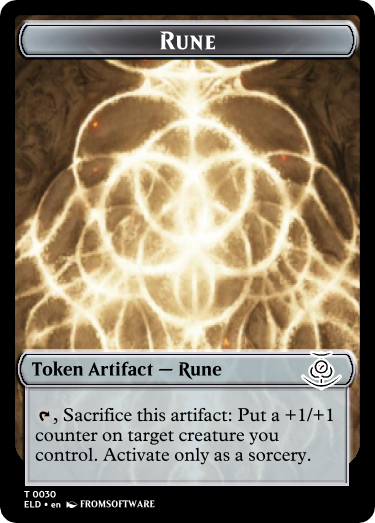 Rune
Token Artifact — Rune
, Sacrifice this artifact: Put a +1/+1
counter on target creature you
control. Activate only as a sorcery.
T 0030
ELD • en FROMSOFTWARE